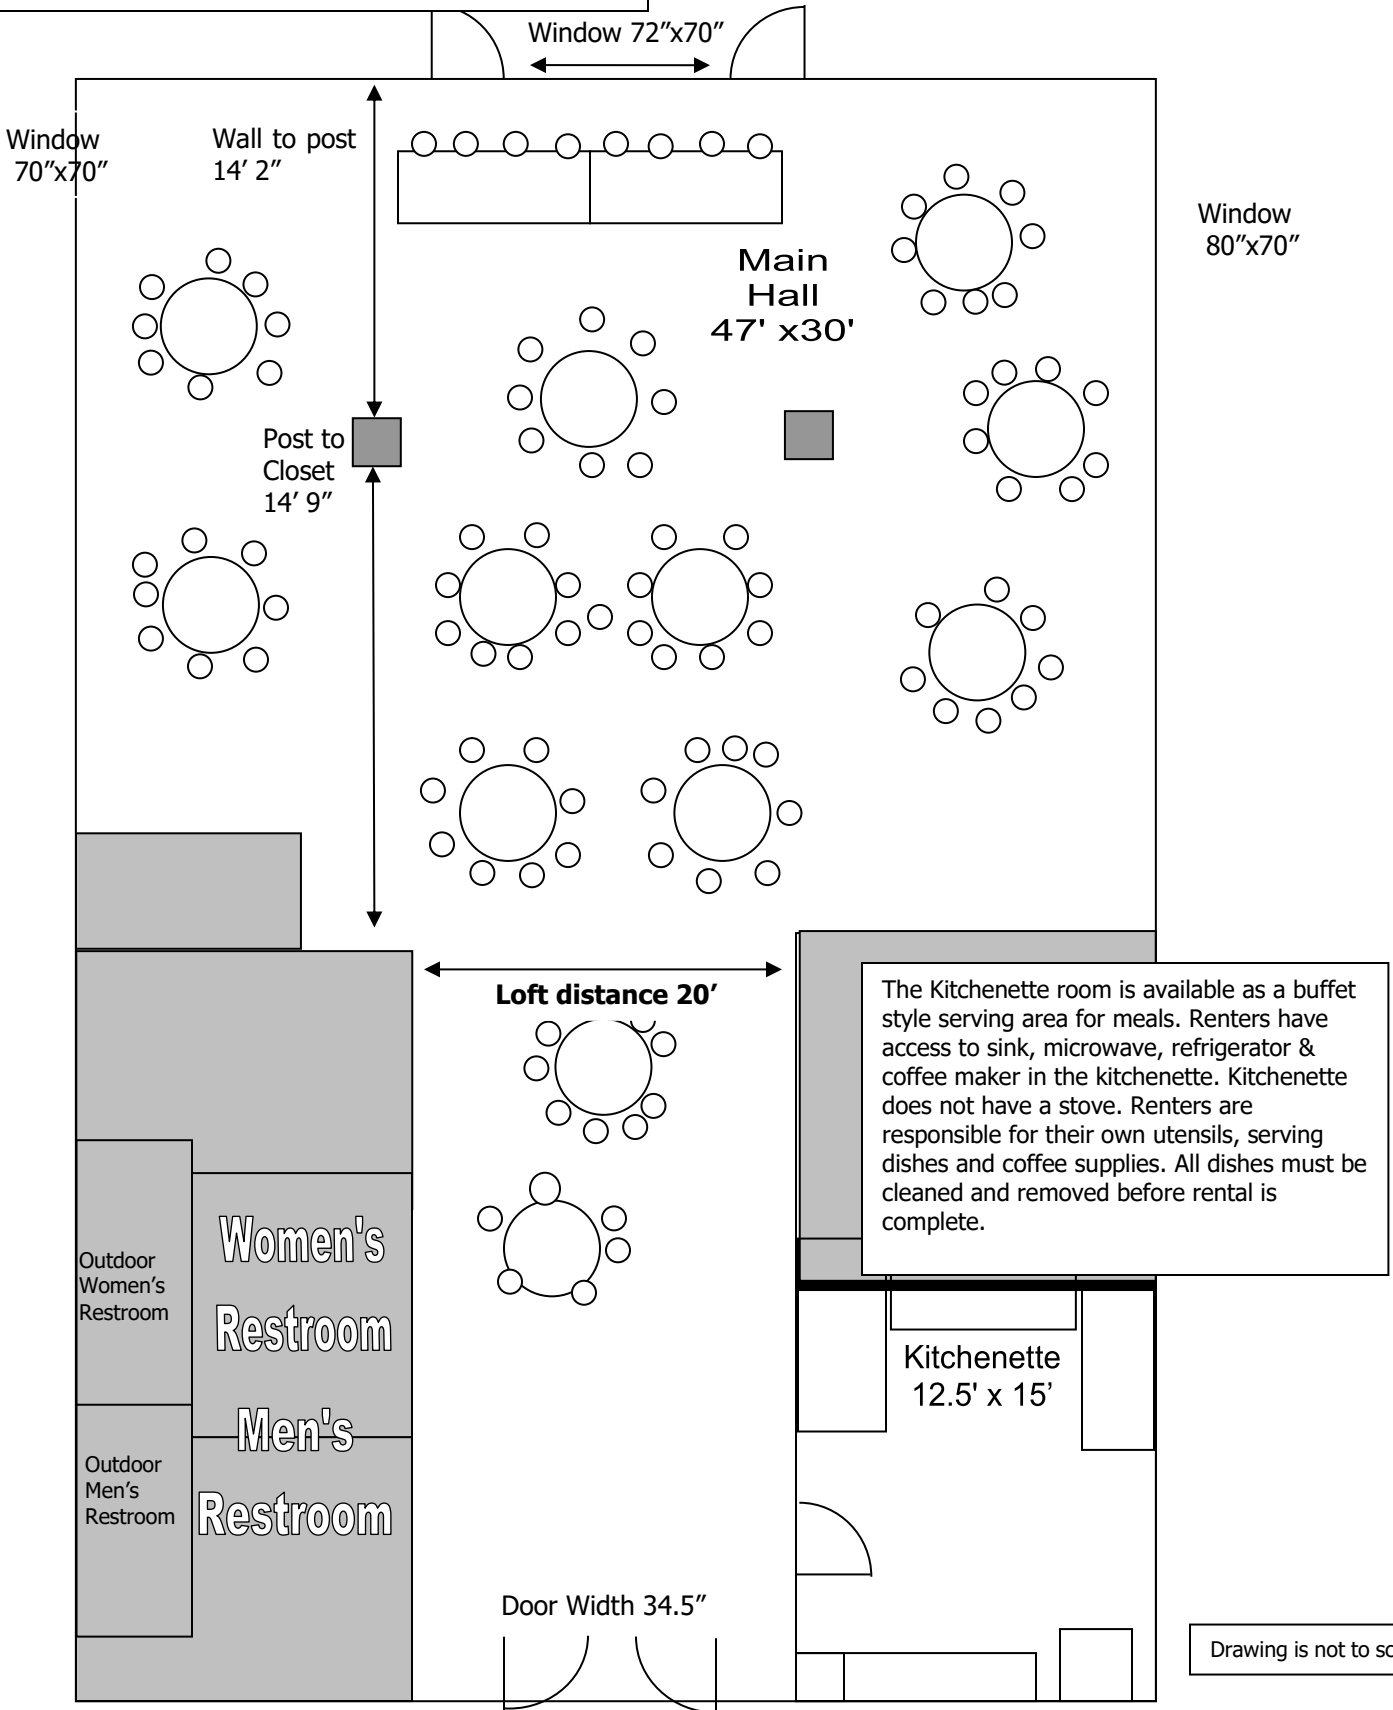 Window 72”x70”
Window
70”x70”
Wall to post
14’ 2”
Window
80”x70”
Main
Hall
47' x30'
Post to
Closet
14’ 9”
Loft distance 20’
The Kitchenette room is available as a buffet
style serving area for meals. Renters have
access to sink, microwave, refrigerator &
coffee maker in the kitchenette. Kitchenette
does not have a stove. Renters are
responsible for their own utensils, serving
dishes and coffee supplies. All dishes must be
cleaned and removed before rental is
complete.
Women's
Restroom
Outdoor
Women’s
Restroom
Kitchenette
12.5' x 15’
Men's
Restroom
Outdoor
Men’s
Restroom
Door Width 34.5”
Drawing is not to